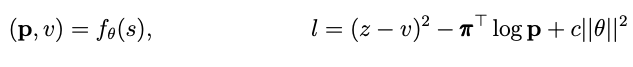 (p, v) = f_θ(s), l = (z − v)² − π^⊤ log p + c||θ||²